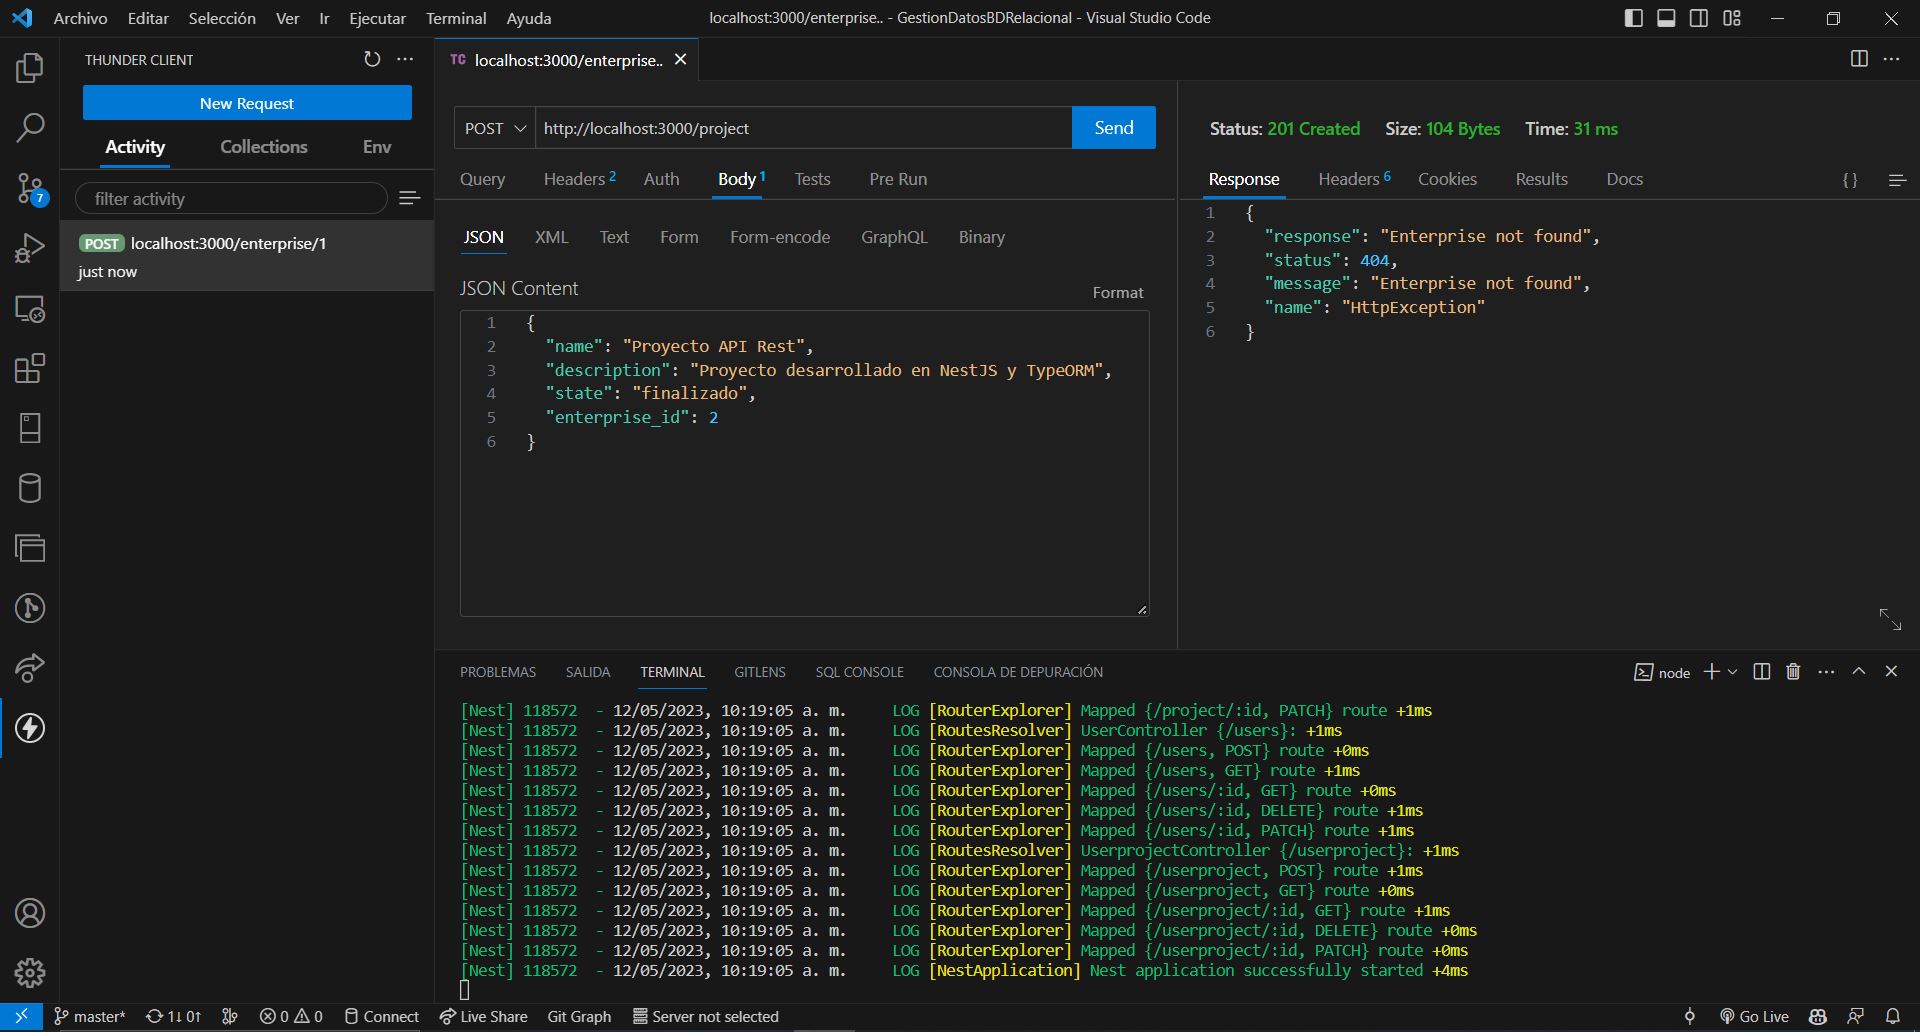 Archivo Editar Selección Ver Ir Ejecutar Terminal Ayuda
localhost:3000/enterprise.. - GestionDatosBDRelacional - Visual Studio Code
THUNDER CLIENT
New Request
Activity Collections Env
filter activity
POST localhost:3000/enterprise/1
just now
7
TC localhost:3000/enterprise..
POST http://localhost:3000/project Send
Query Headers 2 Auth Body 1 Tests Pre Run
JSON XML Text Form Form-encode GraphQL Binary
JSON Content Format
1 {
2 "name": "Proyecto API Rest",
3 "description": "Proyecto desarrollado en NestJS y TypeORM",
4 "state": "finalizado",
5 "enterprise_id": 2
6 }
Status: 201 Created Size: 104 Bytes Time: 31 ms
Response Headers 6 Cookies Results Docs {}
1 {
2 "response": "Enterprise not found",
3 "status": 404,
4 "message": "Enterprise not found",
5 "name": "HttpException"
6 }
PROBLEMAS SALIDA TERMINAL GITLENS SQL CONSOLE CONSOLA DE DEPURACIÓN
node
[Nest] 118572 - 12/05/2023, 10:19:05 a. m. LOG [RouterExplorer] Mapped {/project/:id, PATCH} route +1ms
[Nest] 118572 - 12/05/2023, 10:19:05 a. m. LOG [RoutesResolver] UserController {/users}: +1ms
[Nest] 118572 - 12/05/2023, 10:19:05 a. m. LOG [RouterExplorer] Mapped {/users, POST} route +0ms
[Nest] 118572 - 12/05/2023, 10:19:05 a. m. LOG [RouterExplorer] Mapped {/users, GET} route +1ms
[Nest] 118572 - 12/05/2023, 10:19:05 a. m. LOG [RouterExplorer] Mapped {/users/:id, GET} route +0ms
[Nest] 118572 - 12/05/2023, 10:19:05 a. m. LOG [RouterExplorer] Mapped {/users/:id, DELETE} route +1ms
[Nest] 118572 - 12/05/2023, 10:19:05 a. m. LOG [RouterExplorer] Mapped {/users/:id, PATCH} route +1ms
[Nest] 118572 - 12/05/2023, 10:19:05 a. m. LOG [RoutesResolver] UserprojectController {/userproject}: +1ms
[Nest] 118572 - 12/05/2023, 10:19:05 a. m. LOG [RouterExplorer] Mapped {/userproject, POST} route +1ms
[Nest] 118572 - 12/05/2023, 10:19:05 a. m. LOG [RouterExplorer] Mapped {/userproject, GET} route +0ms
[Nest] 118572 - 12/05/2023, 10:19:05 a. m. LOG [RouterExplorer] Mapped {/userproject/:id, GET} route +1ms
[Nest] 118572 - 12/05/2023, 10:19:05 a. m. LOG [RouterExplorer] Mapped {/userproject/:id, DELETE} route +0ms
[Nest] 118572 - 12/05/2023, 10:19:05 a. m. LOG [RouterExplorer] Mapped {/userproject/:id, PATCH} route +0ms
[Nest] 118572 - 12/05/2023, 10:19:05 a. m. LOG [NestApplication] Nest application successfully started +4ms
master* 1↓ 0↑ 0 0 Connect Live Share Git Graph Server not selected Go Live